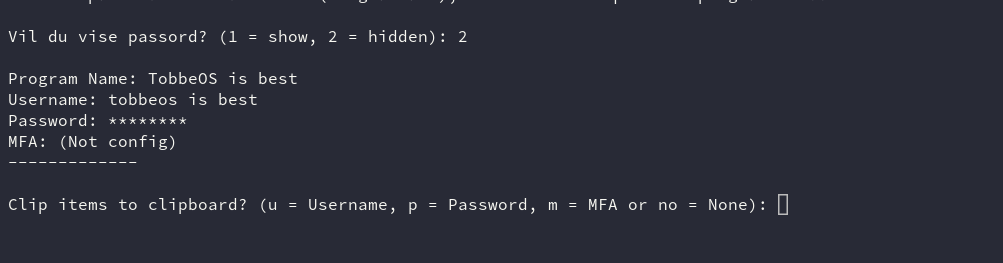 Vil du vise passord? (1 = show, 2 = hidden): 2
Program Name: TobbeOS is best
Username: tobbeos is best
Password: ********
MFA: (Not config)
-------------
Clip items to clipboard? (u = Username, p = Password, m = MFA or no = None):